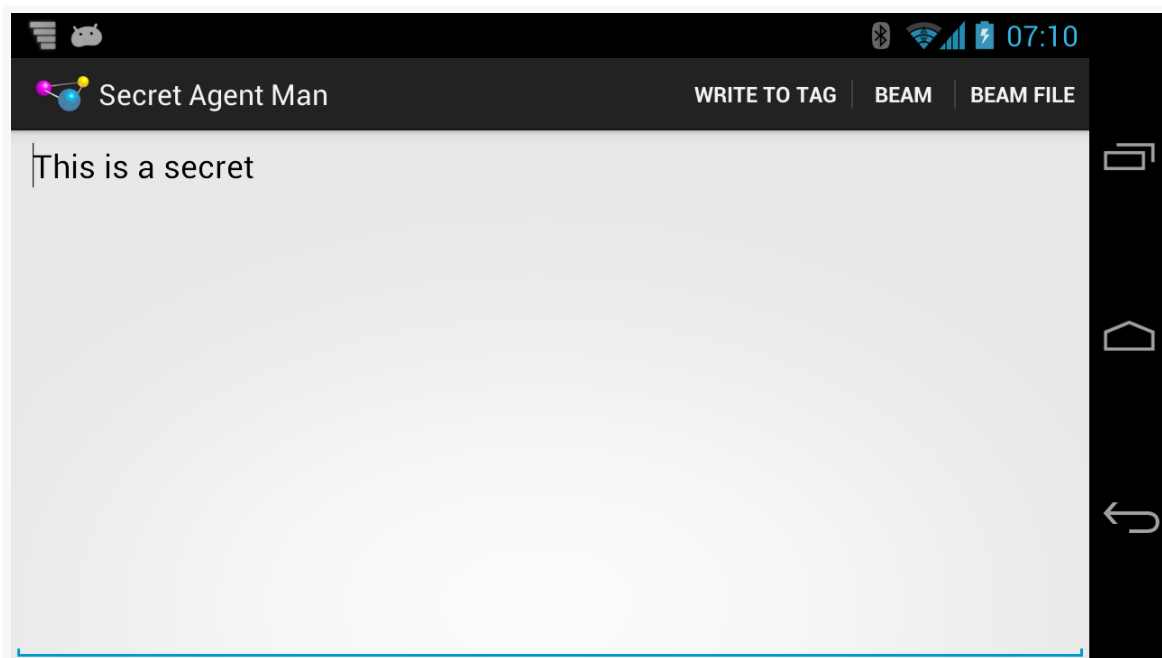 07:10
Secret Agent Man WRITE TO TAG BEAM BEAM FILE
This is a secret